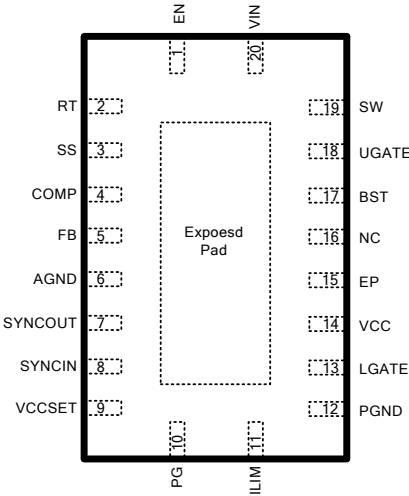 EN
VIN
1
20
RT 2
19 SW
SS 3
18 UGATE
COMP 4
17 BST
FB 5
16 NC
Expoesd
Pad
AGND 6
15 EP
SYNCOUT 7
14 VCC
SYNCIN 8
13 LGATE
VCCSET 9
12 PGND
10
11
PG
ILIM